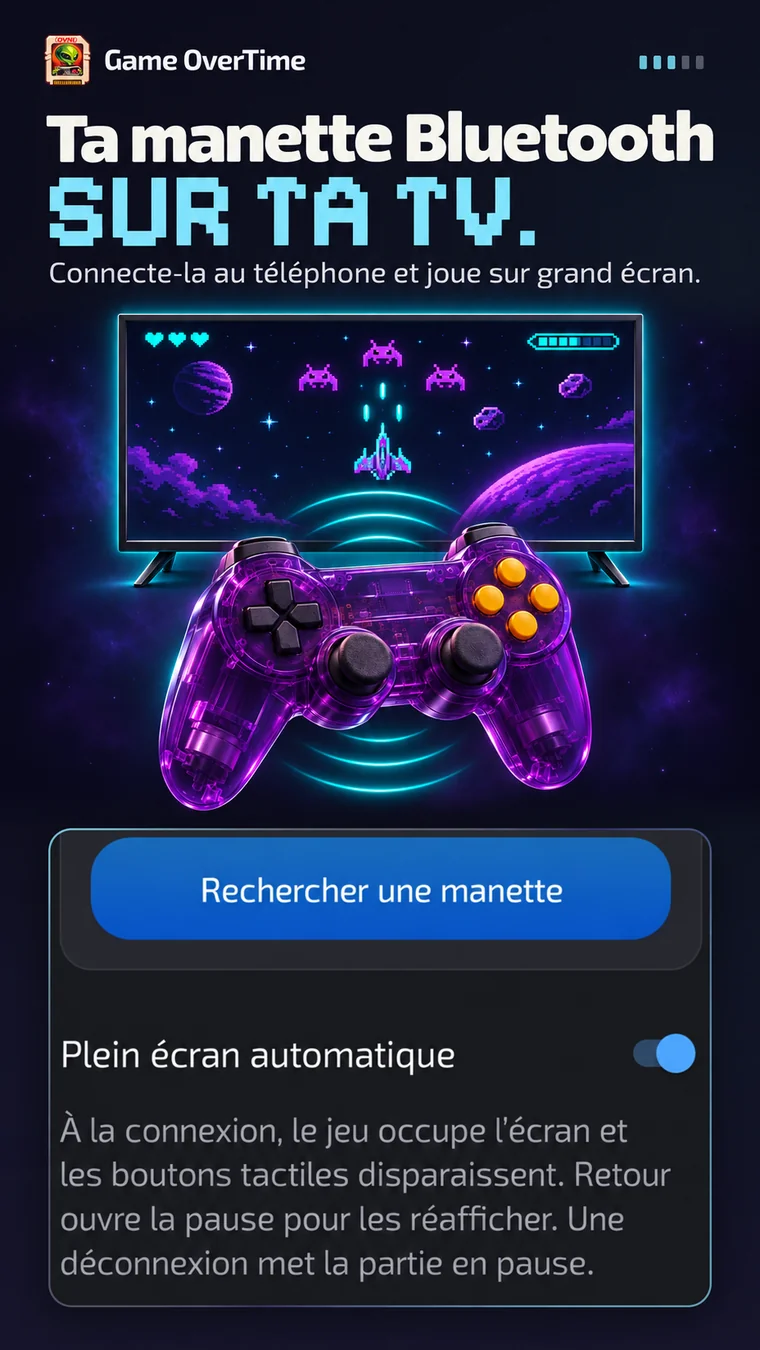 OVNI
Game OverTime
Ta manette Bluetooth
SUR TA TV.
Connecte-la au téléphone et joue sur grand écran.
Rechercher une manette
Plein écran automatique
À la connexion, le jeu occupe l’écran et
les boutons tactiles disparaissent. Retour
ouvre la pause pour les réafficher. Une
déconnexion met la partie en pause.